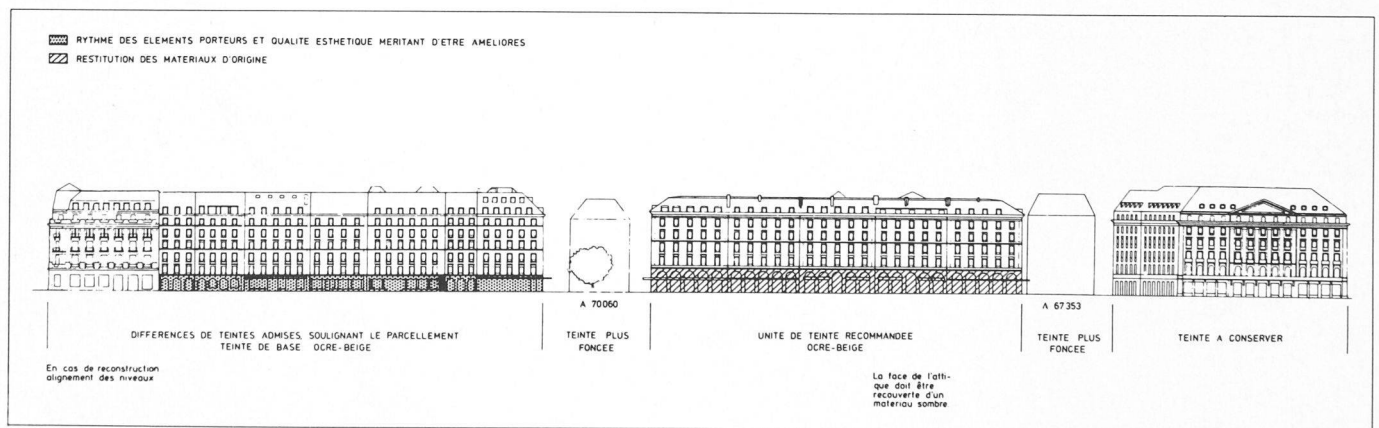 RYTHME DES ELEMENTS PORTEURS ET QUALITE ESTHETIQUE MERITANT D'ETRE AMELIORES
RESTITUTION DES MATERIAUX D'ORIGINE
A 70060
A 67353
DIFFERENCES DE TEINTES ADMISES, SOULIGNANT LE PARCELLEMENT
TEINTE DE BASE OCRE-BEIGE
TEINTE PLUS
FONCEE
UNITE DE TEINTE RECOMMANDEE
OCRE-BEIGE
TEINTE PLUS
FONCEE
TEINTE A CONSERVER
En cas de reconstruction
alignement des niveaux
La face de l'atti-
que doit être
recouverte d'un
materiau sombre